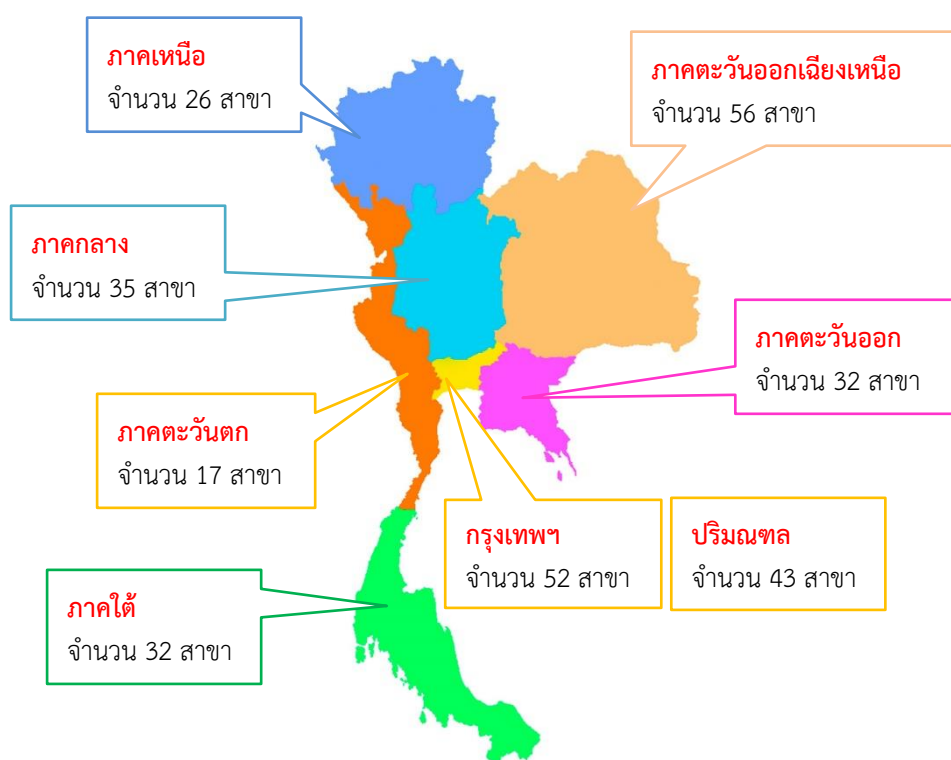 ภาคเหนือ
จำนวน 26 สาขา
ภาคตะวันออกเฉียงเหนือ
จำนวน 56 สาขา
ภาคกลาง
จำนวน 35 สาขา
ภาคตะวันออก
จำนวน 32 สาขา
ภาคตะวันตก
จำนวน 17 สาขา
กรุงเทพฯ
จำนวน 52 สาขา
ปริมณฑล
จำนวน 43 สาขา
ภาคใต้
จำนวน 32 สาขา